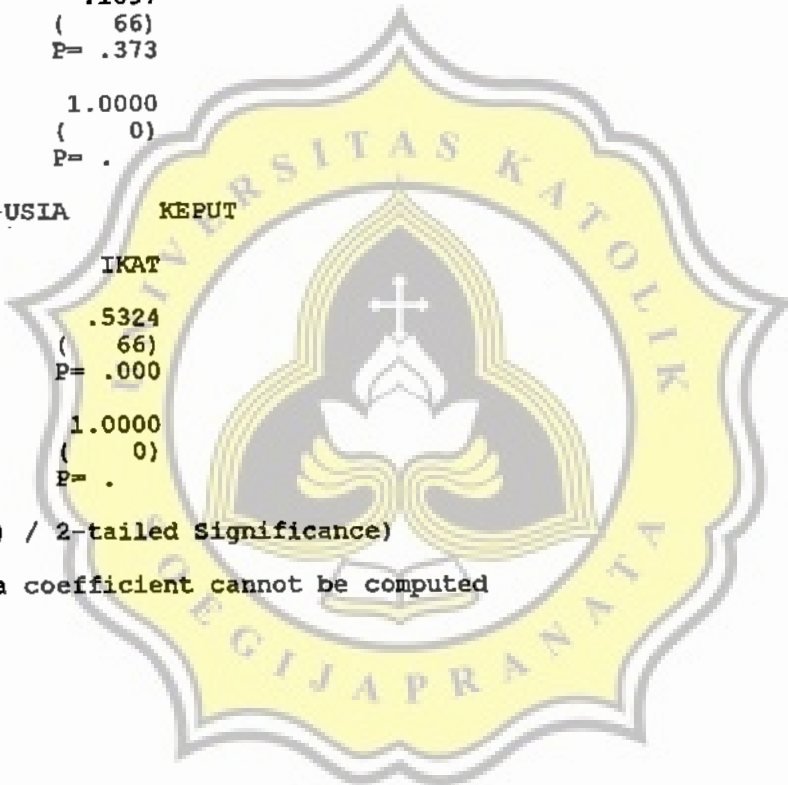 (    66)
P= .373
1.0000
(     0)
P= .
USIA     KEPUT
IKAT
.5324
(    66)
P= .000
1.0000
(     0)
P= .
/ 2-tailed Significance)
a coefficient cannot be computed
UNIVERSITAS KATOLIK
SOEGIJAPRANATA